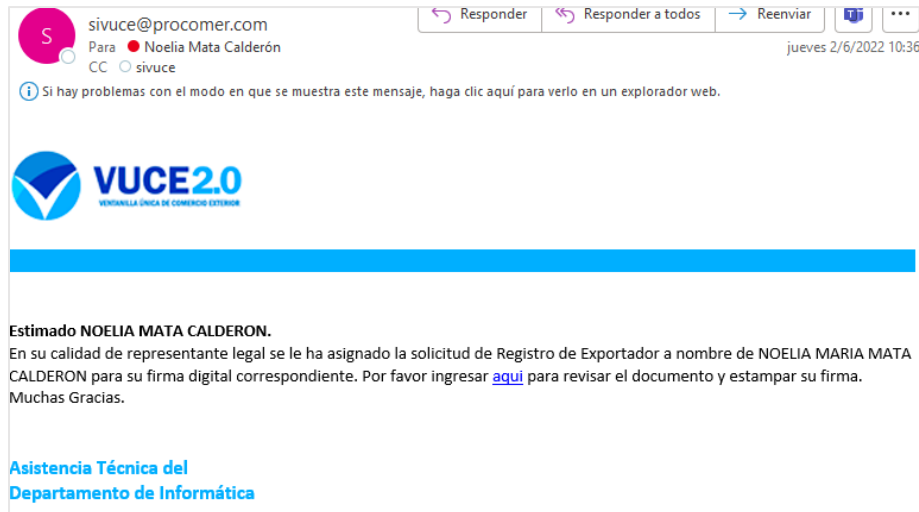 S
sivuce@procomer.com
Responder
Responder a todos
Reenviar
Para Noelia Mata Calderón
jueves 2/6/2022 10:36
CC sivuce
Si hay problemas con el modo en que se muestra este mensaje, haga clic aquí para verlo en un explorador web.
VUCE2.0
VENTANILLA ÚNICA DE COMERCIO EXTERIOR
Estimado NOELIA MATA CALDERON.
En su calidad de representante legal se le ha asignado la solicitud de Registro de Exportador a nombre de NOELIA MARIA MATA
CALDERON para su firma digital correspondiente. Por favor ingresar aqui para revisar el documento y estampar su firma.
Muchas Gracias.
Asistencia Técnica del
Departamento de Informática